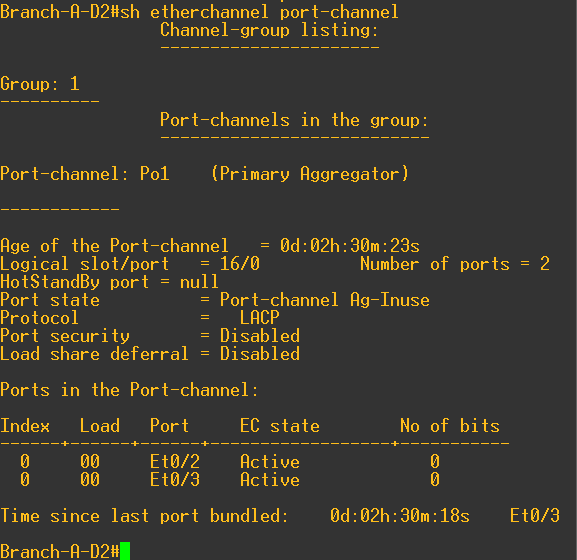 Branch-A-D2#sh etherchannel port-channel
                Channel-group listing:
                ----------------------

Group: 1
----------
                Port-channels in the group:
                ---------------------------

Port-channel: Po1    (Primary Aggregator)

------------

Age of the Port-channel   = 0d:02h:30m:23s
Logical slot/port   = 16/0          Number of ports = 2
HotStandBy port = null
Port state          = Port-channel Ag-Inuse
Protocol            =   LACP
Port security       = Disabled
Load share deferral = Disabled

Ports in the Port-channel:

Index   Load   Port     EC state        No of bits
------+------+------+------------------+-----------
  0     00     Et0/2    Active             0
  0     00     Et0/3    Active             0

Time since last port bundled:    0d:02h:30m:18s    Et0/3

Branch-A-D2#